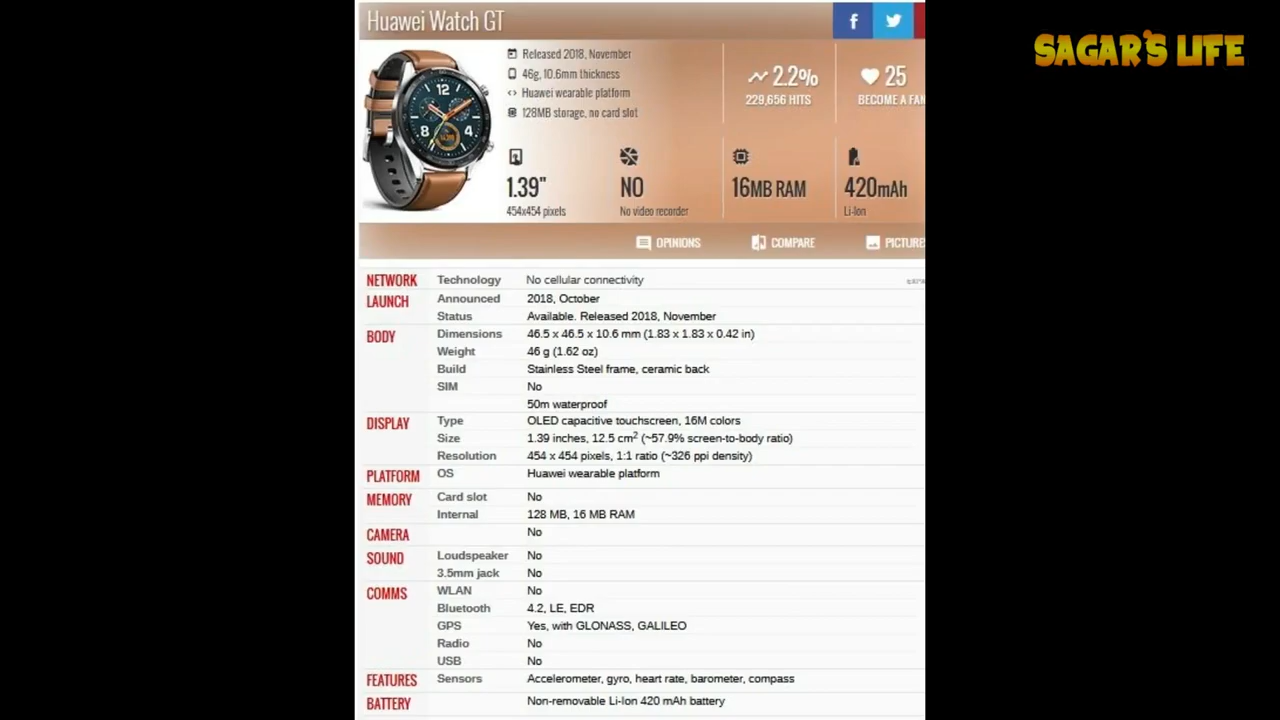 Huawei Watch GT
SAGAR'S LIFE
Released 2018, November
46g, 10.6mm thickness
Huawei wearable platform
128MB storage, no card slot
2.2%
229,656 HITS
25
BECOME A FAN
12
8 4
1.39"
454x454 pixels
NO
No video recorder
16MB RAM
420mAh
Li-Ion
OPINIONS COMPARE PICTURE
NETWORK Technology No cellular connectivity
LAUNCH Announced 2018, October
Status Available. Released 2018, November
BODY Dimensions 46.5 x 46.5 x 10.6 mm (1.83 x 1.83 x 0.42 in)
Weight 46 g (1.62 oz)
Build Stainless Steel frame, ceramic back
SIM No
50m waterproof
DISPLAY Type OLED capacitive touchscreen, 16M colors
Size 1.39 inches, 12.5 cm2 (~57.9% screen-to-body ratio)
Resolution 454 x 454 pixels, 1:1 ratio (~326 ppi density)
PLATFORM OS Huawei wearable platform
MEMORY Card slot No
Internal 128 MB, 16 MB RAM
CAMERA No
SOUND Loudspeaker No
3.5mm jack No
COMMS WLAN No
Bluetooth 4.2, LE, EDR
GPS Yes, with GLONASS, GALILEO
Radio No
USB No
FEATURES Sensors Accelerometer, gyro, heart rate, barometer, compass
BATTERY Non-removable Li-Ion 420 mAh battery